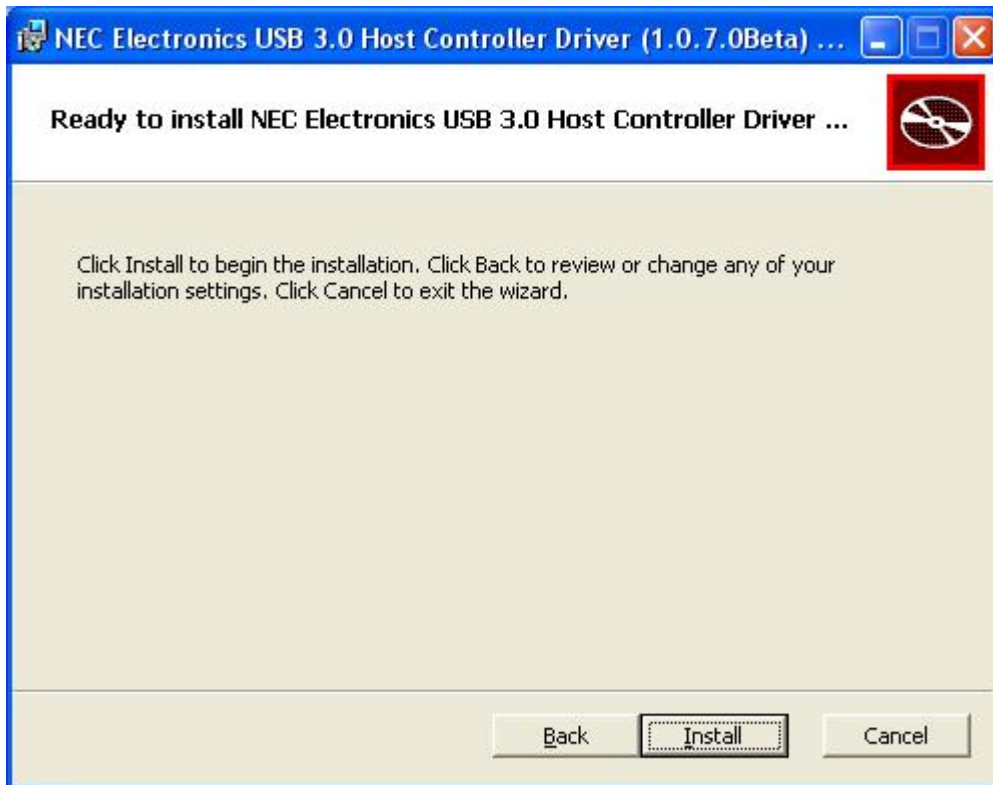 NEC Electronics USB 3.0 Host Controller Driver (1.0.7.0Beta) ...
Ready to install NEC Electronics USB 3.0 Host Controller Driver ...
Click Install to begin the installation. Click Back to review or change any of your
installation settings. Click Cancel to exit the wizard.
Back
Install
Cancel